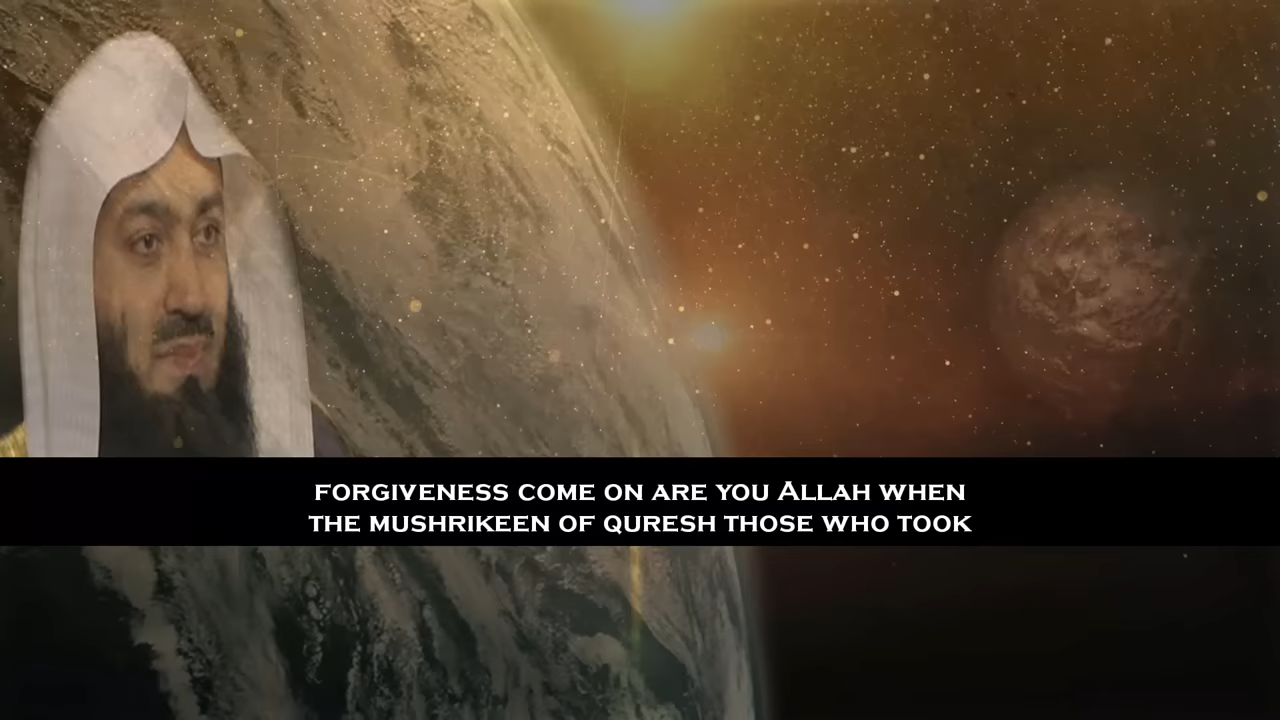 FORGIVENESS COME ON ARE YOU ALLAH WHEN
THE MUSHRIKEEN OF QURESH THOSE WHO TOOK